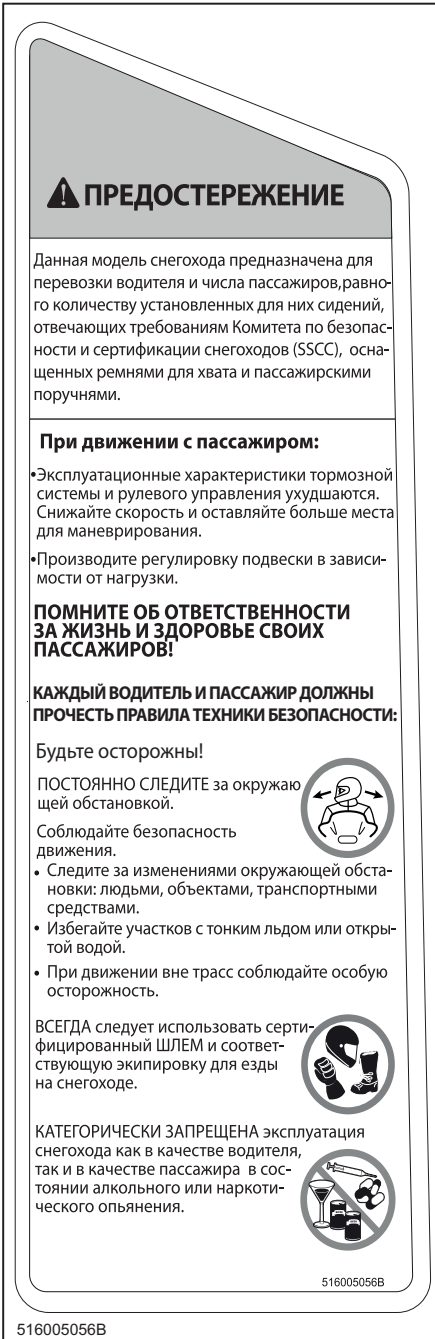 ПРЕДОСТЕРЕЖЕНИЕ
Данная модель снегохода предназначена для
перевозки водителя и числа пассажиров,равно-
го количеству установленных для них сидений,
отвечающих требованиям Комитета по безопас-
ности и сертификации снегоходов (SSCC), осна-
щенных ремнями для хвата и пассажирскими
поручнями.
При движении с пассажиром:
•Эксплуатационные характеристики тормозной
системы и рулевого управления ухудшаются.
Снижайте скорость и оставляйте больше места
для маневрирования.
•Производите регулировку подвески в зависи-
мости от нагрузки.
ПОМНИТЕ ОБ ОТВЕТСТВЕННОСТИ
ЗА ЖИЗНЬ И ЗДОРОВЬЕ СВОИХ
ПАССАЖИРОВ!
КАЖДЫЙ ВОДИТЕЛЬ И ПАССАЖИР ДОЛЖНЫ
ПРОЧЕСТЬ ПРАВИЛА ТЕХНИКИ БЕЗОПАСНОСТИ:
Будьте осторожны!
ПОСТОЯННО СЛЕДИТЕ за окружаю
щей обстановкой.
Соблюдайте безопасность
движения.
• Следите за изменениями окружающей обста-
новки: людьми, объектами, транспортными
средствами.
• Избегайте участков с тонким льдом или откры-
той водой.
• При движении вне трасс соблюдайте особую
осторожность.
ВСЕГДА следует использовать серти-
фицированный ШЛЕМ и соответ-
ствующую экипировку для езды
на снегоходе.
КАТЕГОРИЧЕСКИ ЗАПРЕЩЕНА эксплуатация
снегохода как в качестве водителя,
так и в качестве пассажира в сос-
тоянии алкольного или наркоти-
ческого опьянения.
516005056B
516005056B